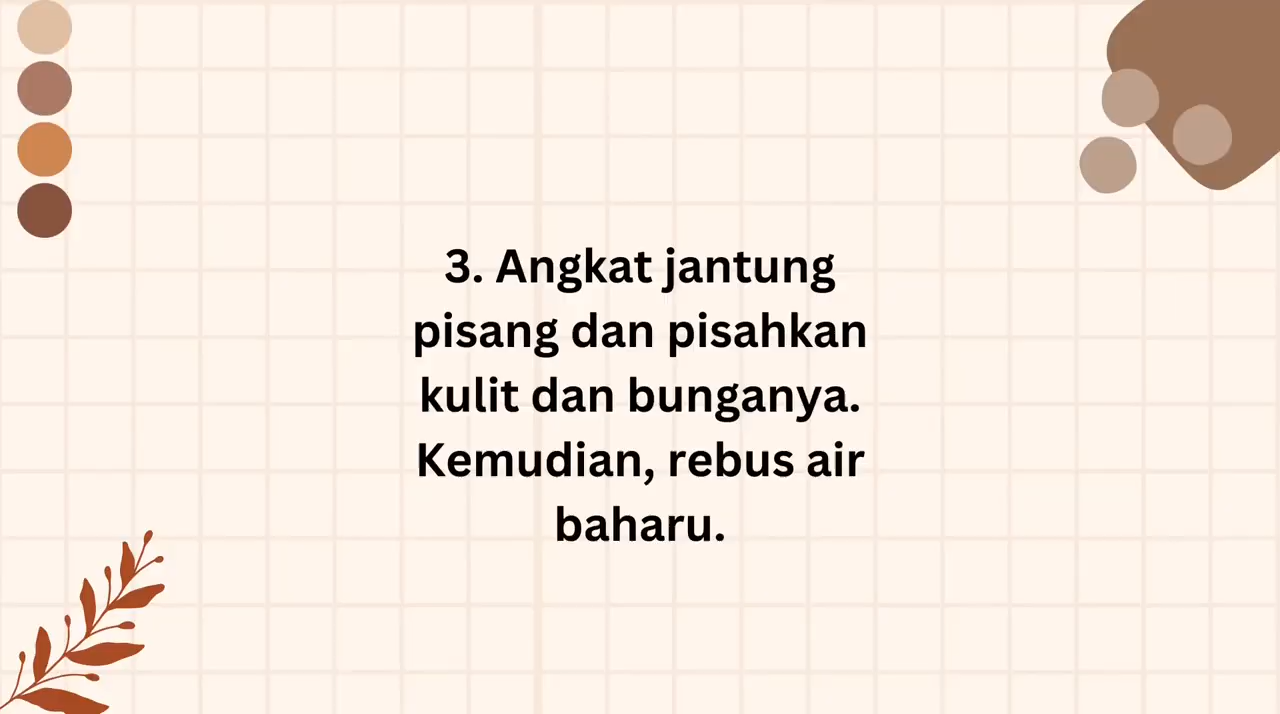 3. Angkat jantung
pisang dan pisahkan
kulit dan bunganya.
Kemudian, rebus air
baharu.